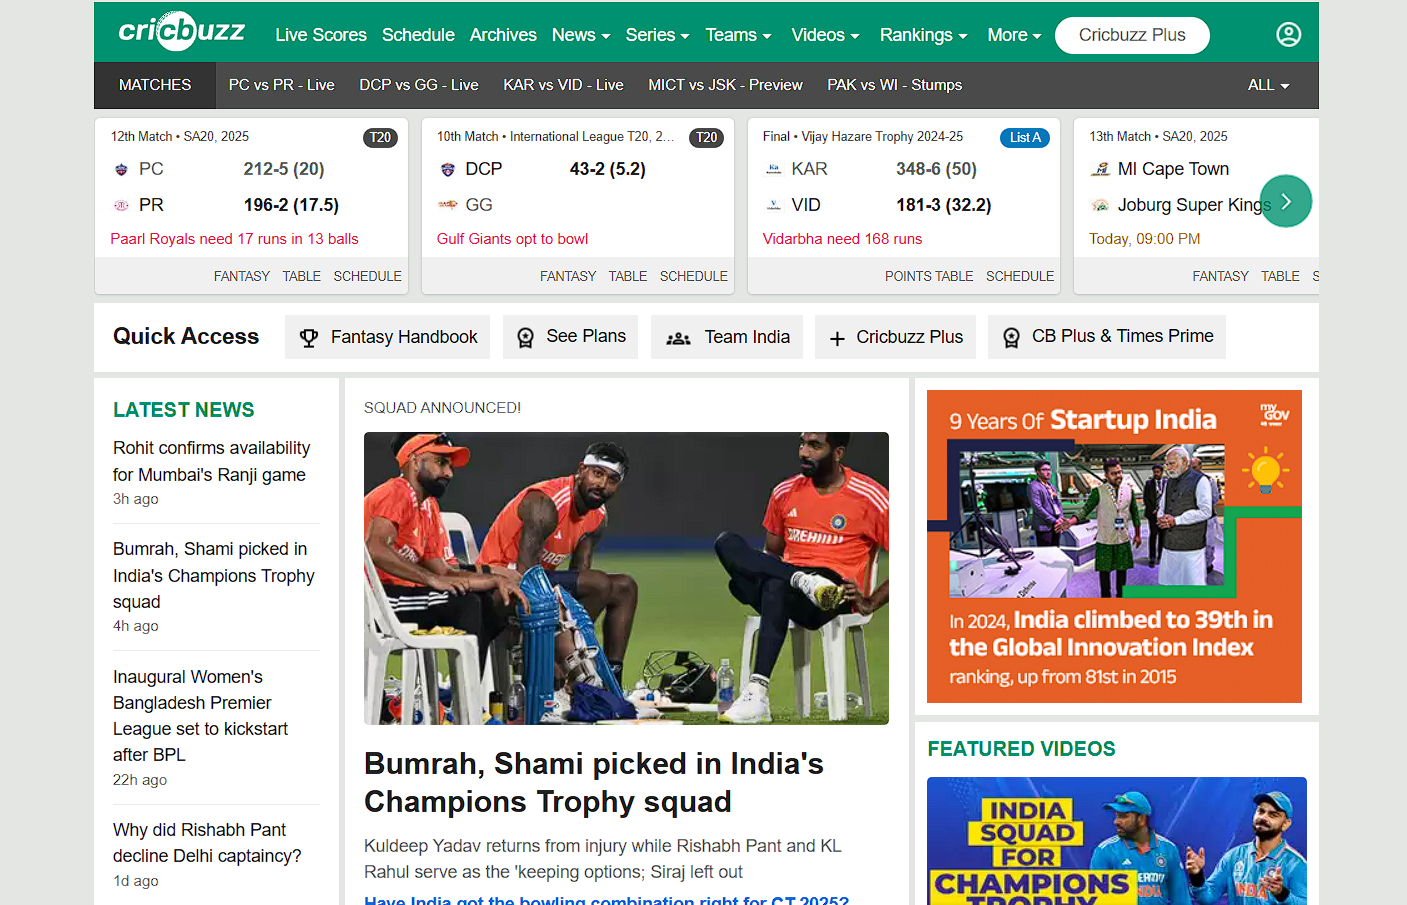 cricbuzz
Live Scores Schedule Archives News Series Teams Videos Rankings More Cricbuzz Plus
MATCHES PC vs PR - Live DCP vs GG - Live KAR vs VID - Live MICT vs JSK - Preview PAK vs WI - Stumps ALL
12th Match • SA20, 2025 T20
PC 212-5 (20)
PR 196-2 (17.5)
Paarl Royals need 17 runs in 13 balls
FANTASY TABLE SCHEDULE
10th Match • International League T20, 2... T20
DCP 43-2 (5.2)
GG
Gulf Giants opt to bowl
FANTASY TABLE SCHEDULE
Final • Vijay Hazare Trophy 2024-25 List A
KAR 348-6 (50)
VID 181-3 (32.2)
Vidarbha need 168 runs
POINTS TABLE SCHEDULE
13th Match • SA20, 2025
MI Cape Town
Joburg Super Kings
Today, 09:00 PM
FANTASY TABLE S
Quick Access Fantasy Handbook See Plans Team India Cricbuzz Plus CB Plus & Times Prime
LATEST NEWS
Rohit confirms availability
for Mumbai's Ranji game
3h ago
Bumrah, Shami picked in
India's Champions Trophy
squad
4h ago
Inaugural Women's
Bangladesh Premier
League set to kickstart
after BPL
22h ago
Why did Rishabh Pant
decline Delhi captaincy?
1d ago
SQUAD ANNOUNCED!
Bumrah, Shami picked in India's
Champions Trophy squad
Kuldeep Yadav returns from injury while Rishabh Pant and KL
Rahul serve as the 'keeping options; Siraj left out
Have India got the bowling combination right for CT 2025?
9 Years Of Startup India
my
GOV
In 2024, India climbed to 39th in
the Global Innovation Index
ranking, up from 81st in 2015
FEATURED VIDEOS
INDIA
SQUAD
FOR
CHAMPIONS
TROPHY